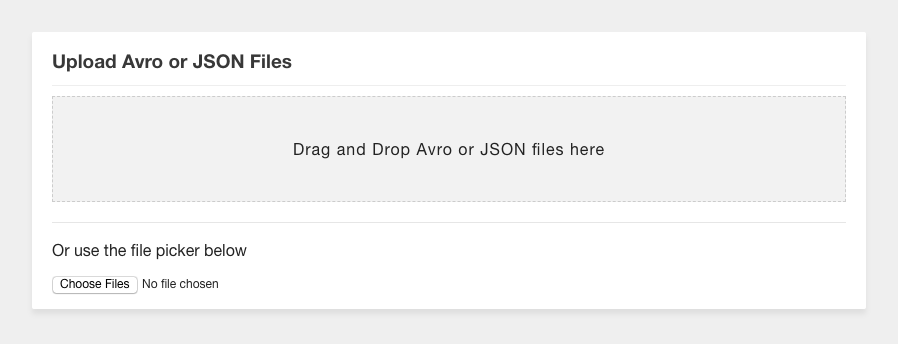 Upload Avro or JSON Files
Drag and Drop Avro or JSON files here
Or use the file picker below
Choose Files No file chosen